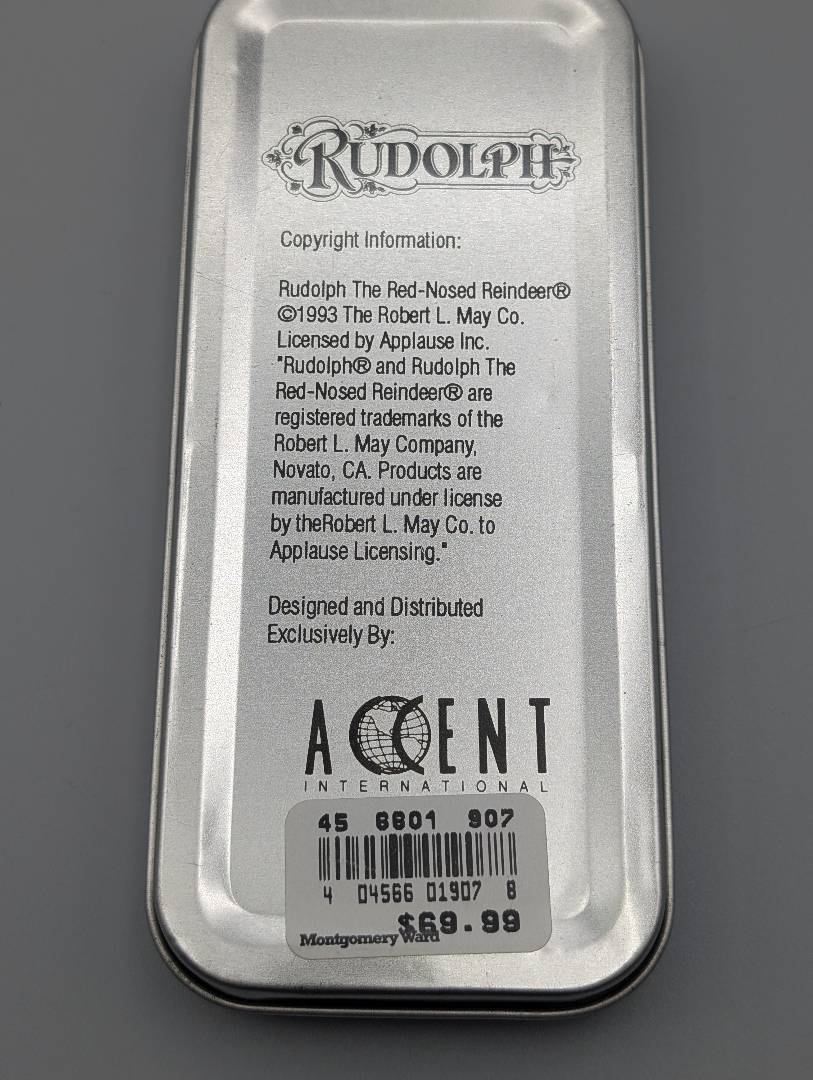 RUDOLPH
Copyright Information:
Rudolph The Red-Nosed Reindeer®
©1993 The Robert L. May Co.
Licensed by Applause Inc.
"Rudolph® and Rudolph The
Red-Nosed Reindeer® are
registered trademarks of the
Robert L. May Company,
Novato, CA. Products are
manufactured under license
by theRobert L. May Co. to
Applause Licensing."
Designed and Distributed
Exclusively By:
ACCENT
INTERNATIONAL
45 6601 907
4 04566 01907 8
$69.99
Montgomery Ward